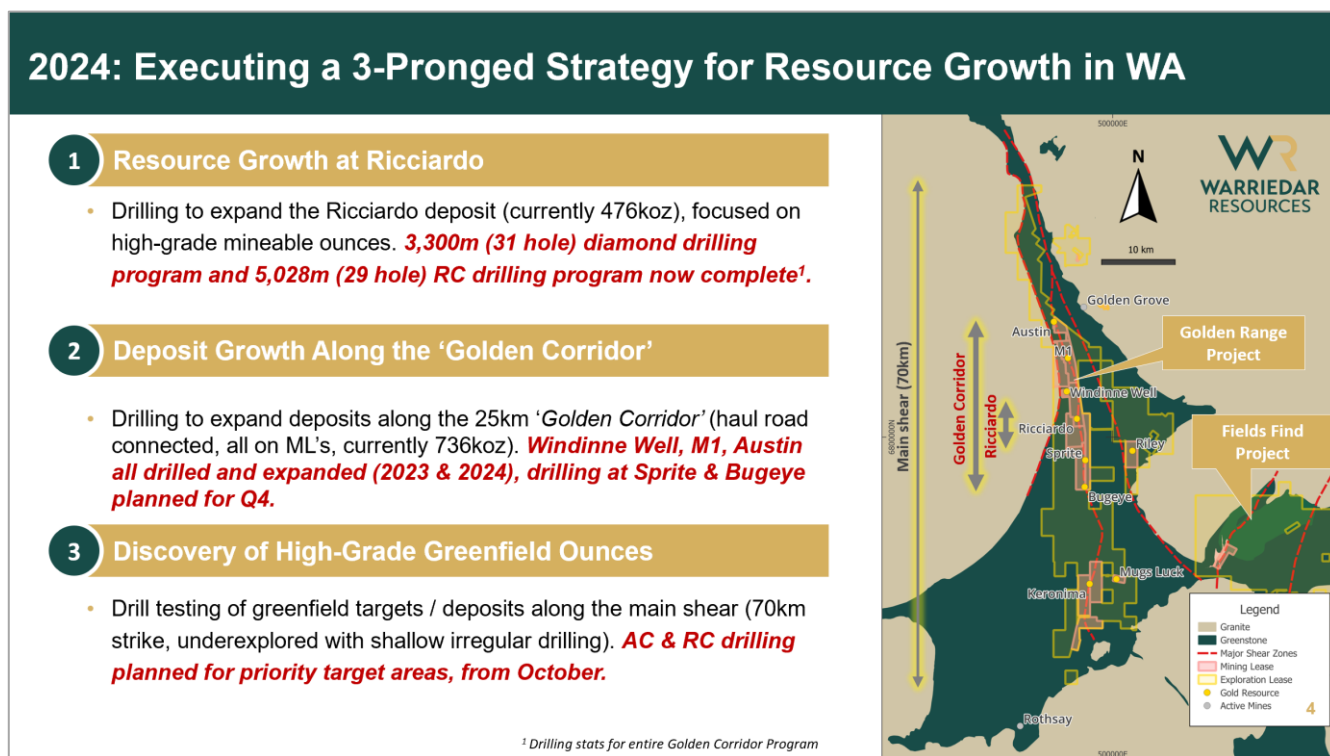 2024: Executing a 3-Pronged Strategy for Resource Growth in WA
1 Resource Growth at Ricciardo
• Drilling to expand the Ricciardo deposit (currently 476koz), focused on
high-grade mineable ounces. 3,300m (31 hole) diamond drilling
program and 5,028m (29 hole) RC drilling program now complete¹.
2 Deposit Growth Along the ‘Golden Corridor’
• Drilling to expand deposits along the 25km ‘Golden Corridor’ (haul road
connected, all on ML’s, currently 736koz). Windinne Well, M1, Austin
all drilled and expanded (2023 & 2024), drilling at Sprite & Bugeye
planned for Q4.
3 Discovery of High-Grade Greenfield Ounces
• Drill testing of greenfield targets / deposits along the main shear (70km
strike, underexplored with shallow irregular drilling). AC & RC drilling
planned for priority target areas, from October.
¹ Drilling stats for entire Golden Corridor Program
500000E
N
WR
WARRIEDAR
RESOURCES
10 km
Golden Grove
Austin
M1
Golden Range
Project
Windinne Well
Main shear (70km)
Golden Corridor
Ricciardo
6800000N
Ricciardo
Riley
Sprite
Fields Find
Project
Bugeye
Mugs Luck
Keronima
Rothsay
Legend
Granite
Greenstone
Major Shear Zones
Mining Lease
Exploration Lease
Gold Resource
Active Mines
4
500000E